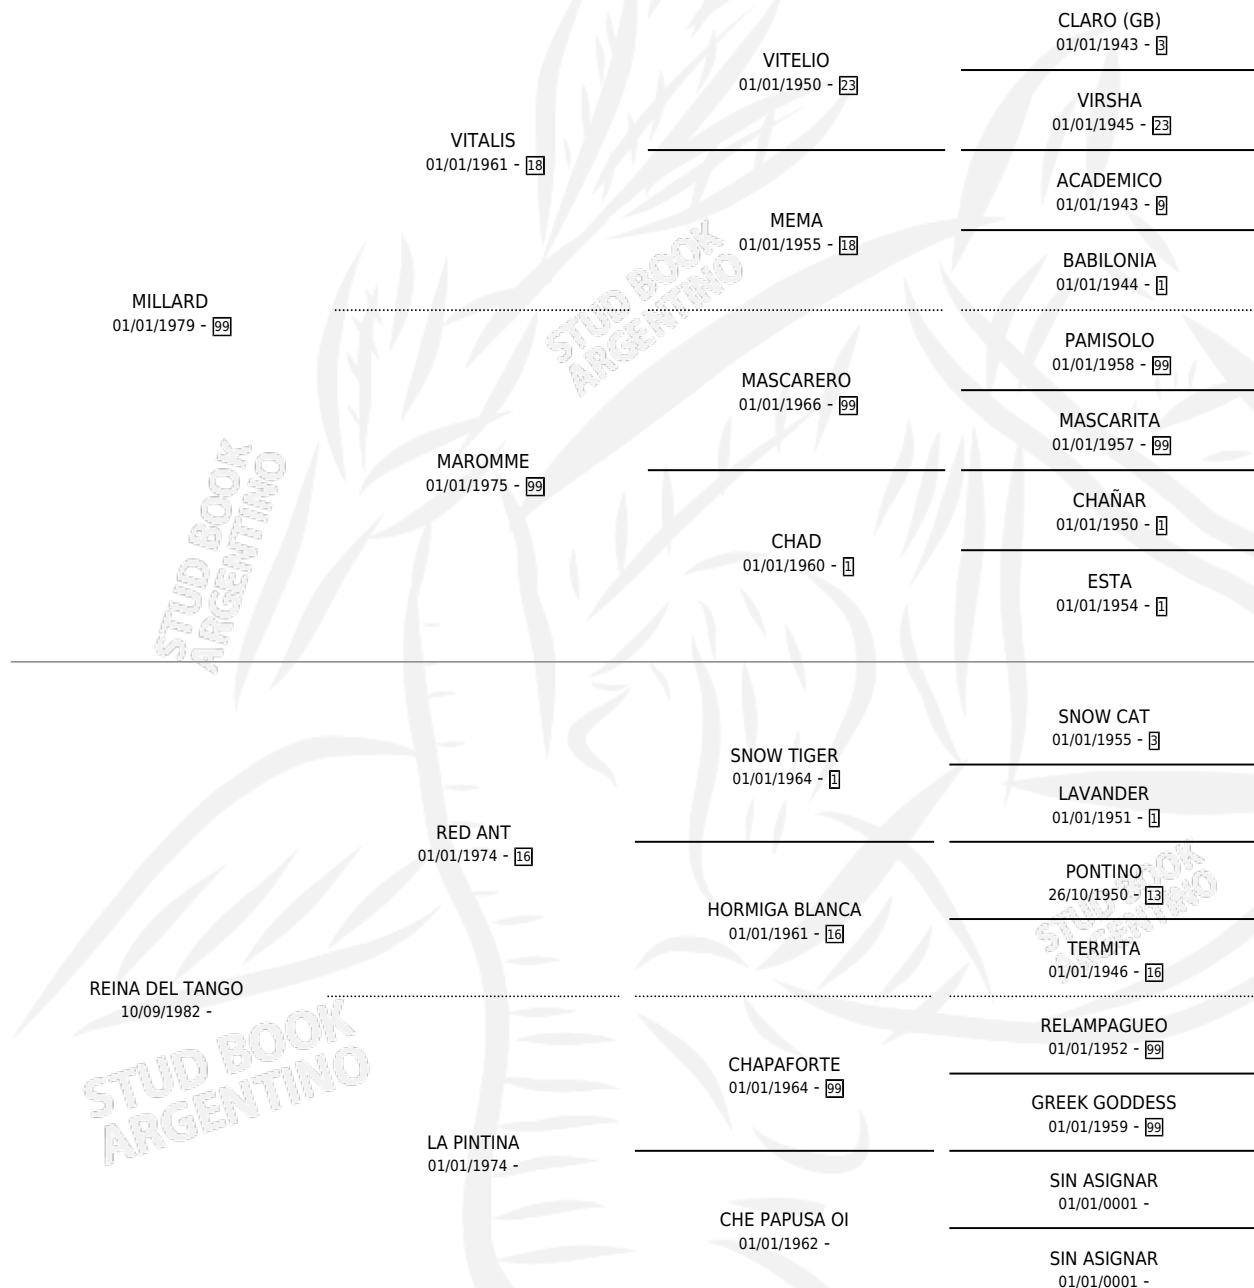 CLARO (GB)
01/01/1943 - 3
VITELIO
01/01/1950 - 23
VIRSHA
01/01/1945 - 23
VITALIS
01/01/1961 - 18
ACADEMICO
01/01/1943 - 9
MEMA
01/01/1955 - 18
BABILONIA
01/01/1944 - 1
MILLARD
01/01/1979 - 99
PAMISOLO
01/01/1958 - 99
MASCARERO
01/01/1966 - 99
MASCARITA
01/01/1957 - 99
MAROMME
01/01/1975 - 99
CHAÑAR
01/01/1950 - 1
CHAD
01/01/1960 - 1
ESTA
01/01/1954 - 1
STUD BOOK
ARGENTINO
STUD BOOK
ARGENTINO
SNOW CAT
01/01/1955 - 3
SNOW TIGER
01/01/1964 - 1
LAVANDER
01/01/1951 - 1
RED ANT
01/01/1974 - 16
PONTINO
26/10/1950 - 13
HORMIGA BLANCA
01/01/1961 - 16
TERMITA
01/01/1946 - 16
REINA DEL TANGO
10/09/1982 -
RELAMPAGUEO
01/01/1952 - 99
CHAPAFORTE
01/01/1964 - 99
GREEK GODDESS
01/01/1959 - 99
LA PINTINA
01/01/1974 -
SIN ASIGNAR
01/01/0001 -
CHE PAPUSA OI
01/01/1962 -
SIN ASIGNAR
01/01/0001 -
STUD BOOK
ARGENTINO
STUD BOOK
ARGENTINO